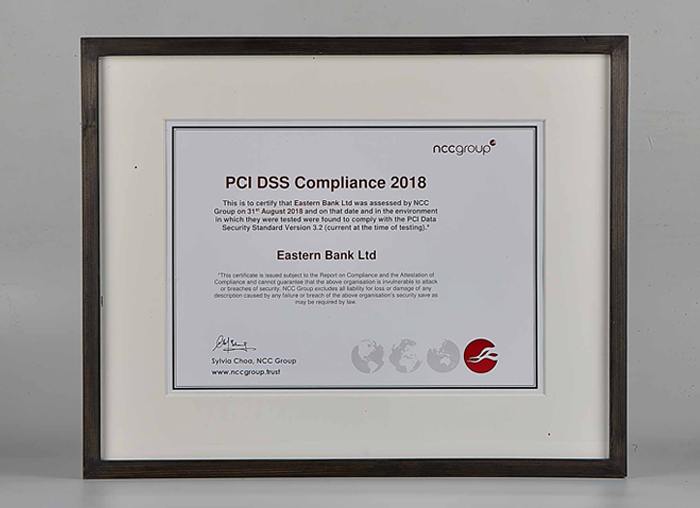 nccgroup
PCI DSS Compliance 2018
This is to certify that Eastern Bank Ltd was assessed by NCC
Group on 31st August 2018 and on that date and in the environment
in which they were tested were found to comply with the PCI Data
Security Standard Version 3.2 (current at the time of testing)."
Eastern Bank Ltd
"This certificate is issued subject to the Report on Compliance and the Attestation of
Compliance and cannot guarantee that the above organisation is invulnerable to attack
or breaches of security. NCC Group excludes all liability for loss or damage of any
description caused by any failure or breach of the above organisation's security save as
may be required by law.
Sylvia Choa, NCC Group
www.nccgroup.trust